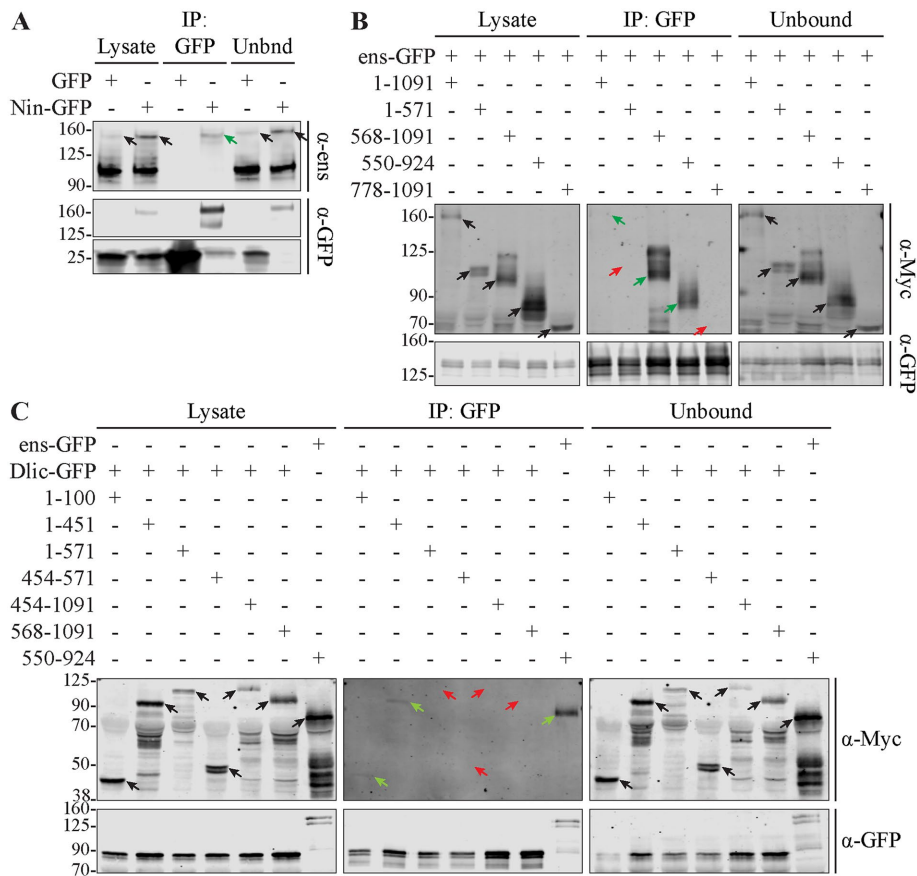 A
IP:
Lysate GFP Unbnd
GFP + - + - + -
Nin-GFP - + - + - +
160
125
90
α-ens
160
125
25
α-GFP
B
Lysate IP: GFP Unbound
ens-GFP + + + + + + + + + + + + + + +
1-1091 + - - - - + - - - - + - - - -
1-571 - + - - - - + - - - - + - - -
568-1091 - - + - - - - + - - - - + - -
550-924 - - - + - - - - + - - - - + -
778-1091 - - - - + - - - - + - - - - +
160
125
90
70
α-Myc
160
125
α-GFP
C
Lysate IP: GFP Unbound
ens-GFP - - - - - - + - - - - - - + - - - - - - +
Dlic-GFP + + + + + + - + + + + + + - + + + + + + -
1-100 + - - - - - - + - - - - - - + - - - - - -
1-451 - + - - - - - - + - - - - - - + - - - - -
1-571 - - + - - - - - - + - - - - - - + - - - -
454-571 - - - + - - - - - - + - - - - - - + - - -
454-1091 - - - - + - - - - - - + - - - - - - + - -
568-1091 - - - - - + - - - - - - + - - - - - - + -
550-924 - - - - - - + - - - - - - + - - - - - - +
125
90
70
50
38
α-Myc
160
125
90
70
α-GFP